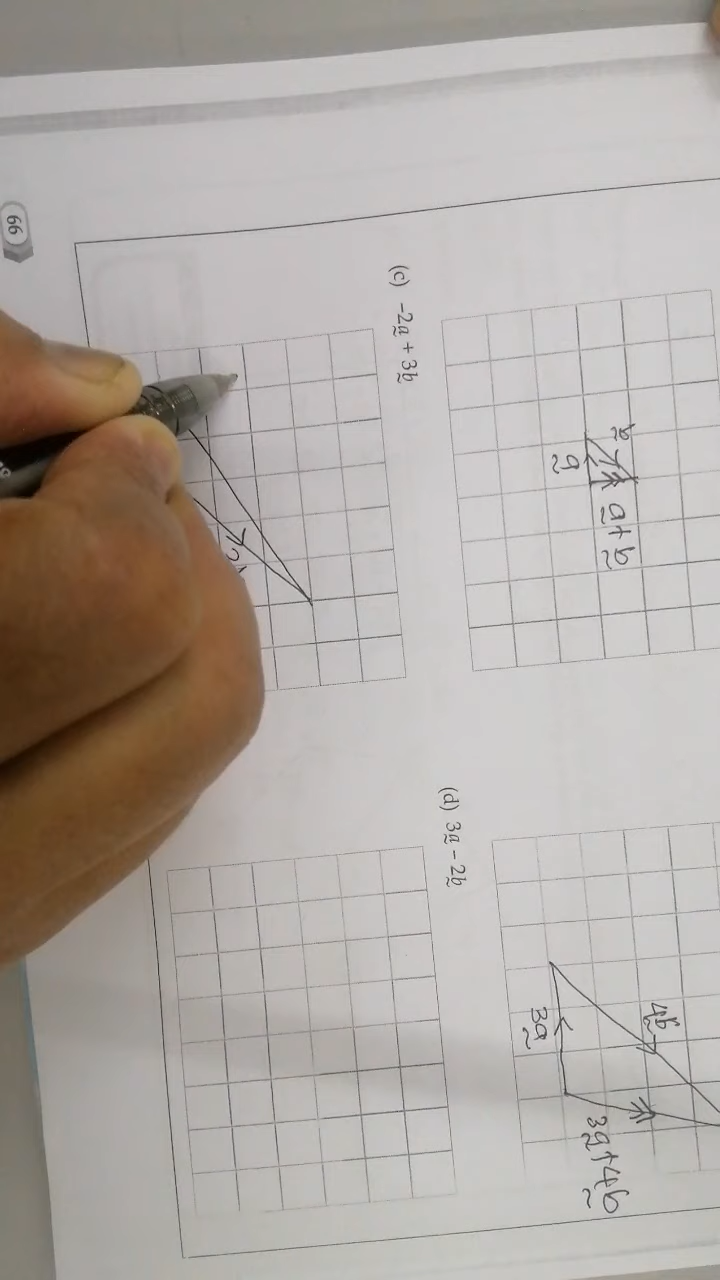 b
a
a + b
4b
3a
3a + 4b
(c) -2a + 3b
(d) 3a - 2b
66